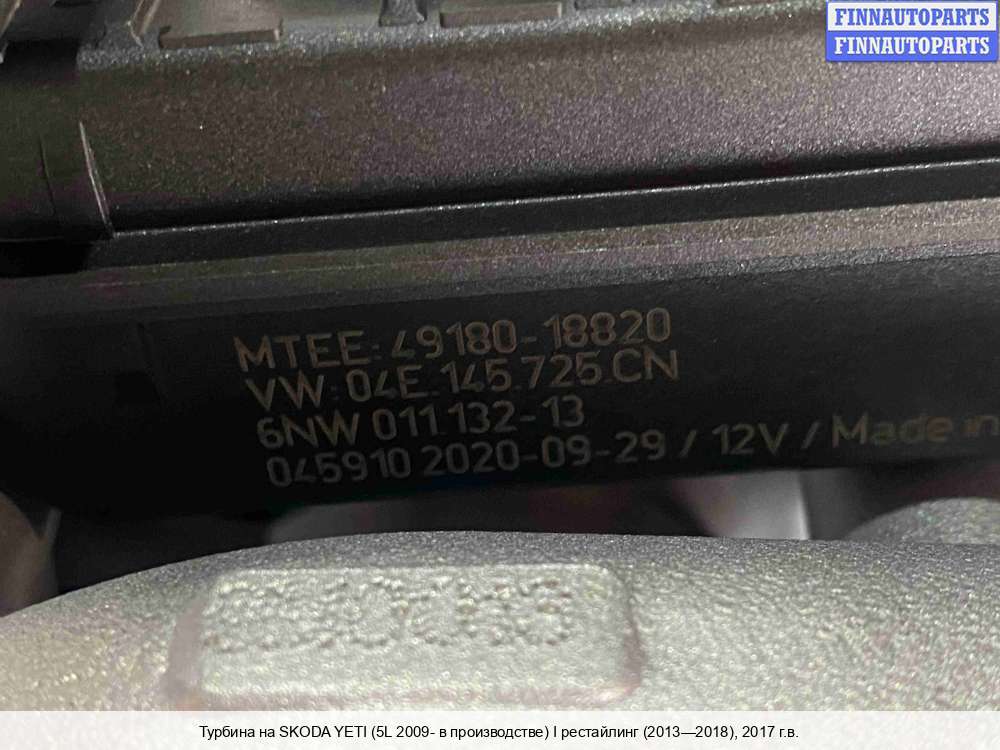 FINNAUTOPARTS
FINNAUTOPARTS
MTEE: 49180-18820
VW: 04E.145.725.CN
6NW 011.132-13
045910 2020-09-29 / 12V / Made in
Турбина на SKODA YETI (5L 2009- в производстве) I рестайлинг (2013—2018), 2017 г.в.